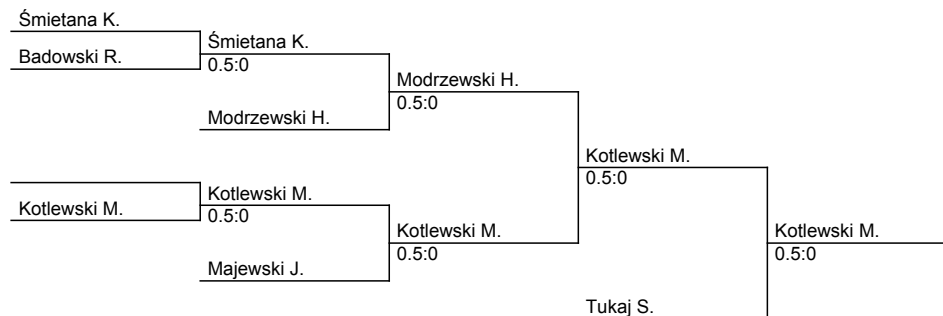 Śmietana K.
Badowski R.
Śmietana K.
0.5:0
Modrzewski H.
Modrzewski H.
0.5:0
Kotlewski M.
Kotlewski M.
0.5:0
Majewski J.
Kotlewski M.
0.5:0
Kotlewski M.
0.5:0
Tukaj S.
Kotlewski M.
0.5:0